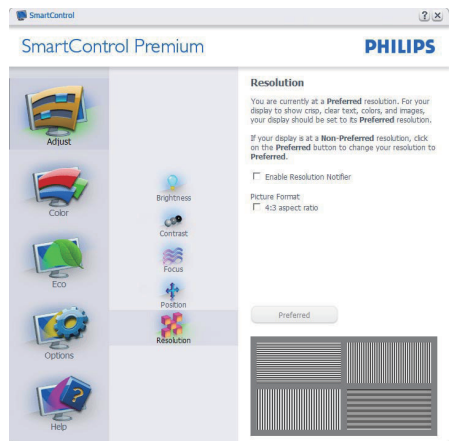 SmartControl
SmartControl Premium
PHILIPS
Adjust
Color
Eco
Options
Help
Brightness
Contrast
Focus
Position
Resolution
Resolution
You are currently at a Preferred resolution. For your
display to show crisp, clear text, colors, and images,
your display should be set to its Preferred resolution.
If your display is at a Non-Preferred resolution, click
on the Preferred button to change your resolution to
Preferred.
Enable Resolution Notifier
Picture Format
4:3 aspect ratio
Preferred